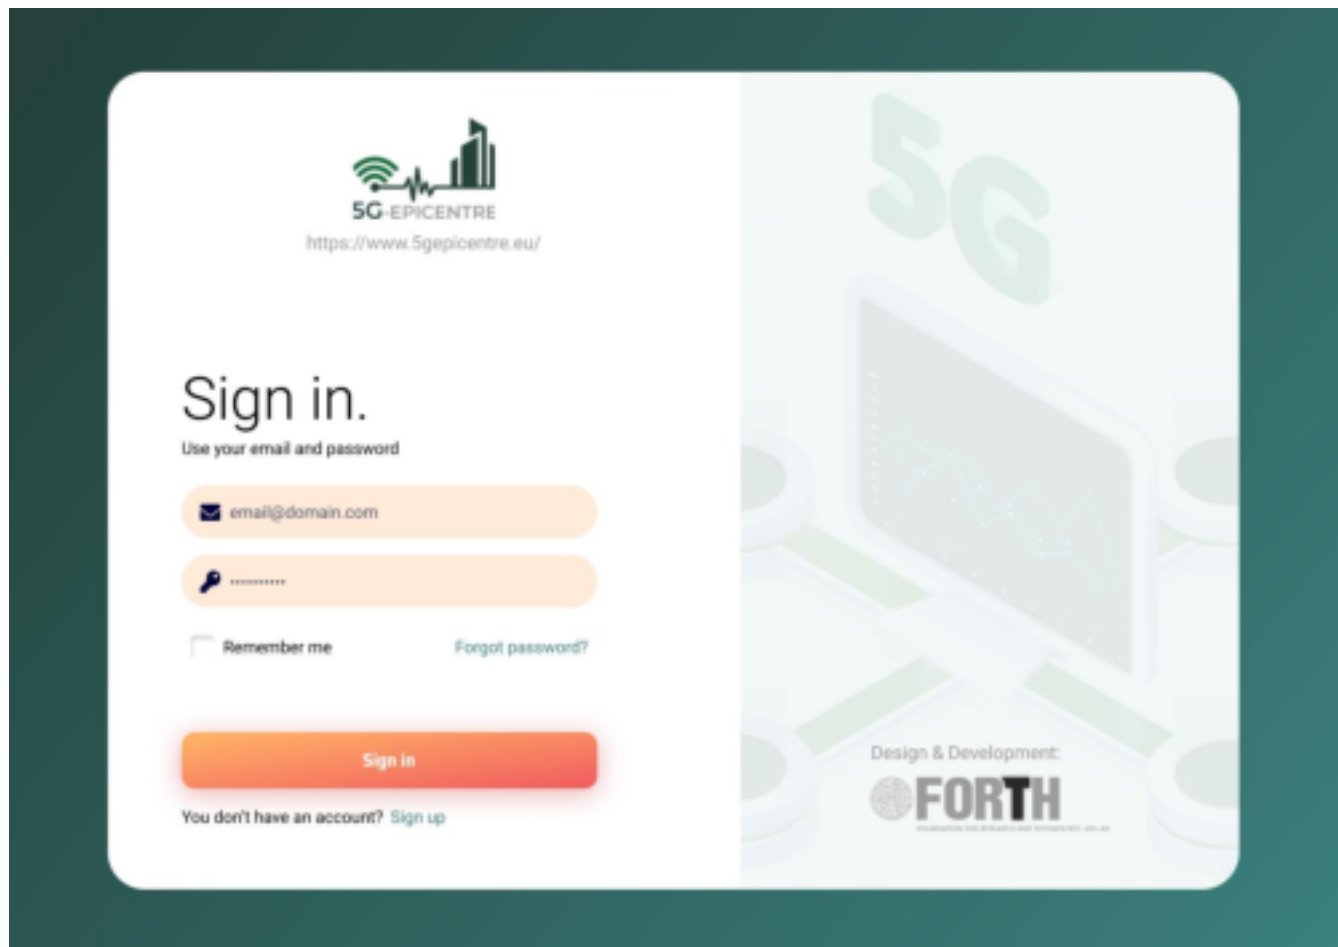 5G-EPICENTRE
https://www.5gepicentre.eu/
Sign in.
Use your email and password
email@domain.com
Remember me
Forgot password?
Sign in
You don't have an account? Sign up
5G
Design & Development:
FORTH